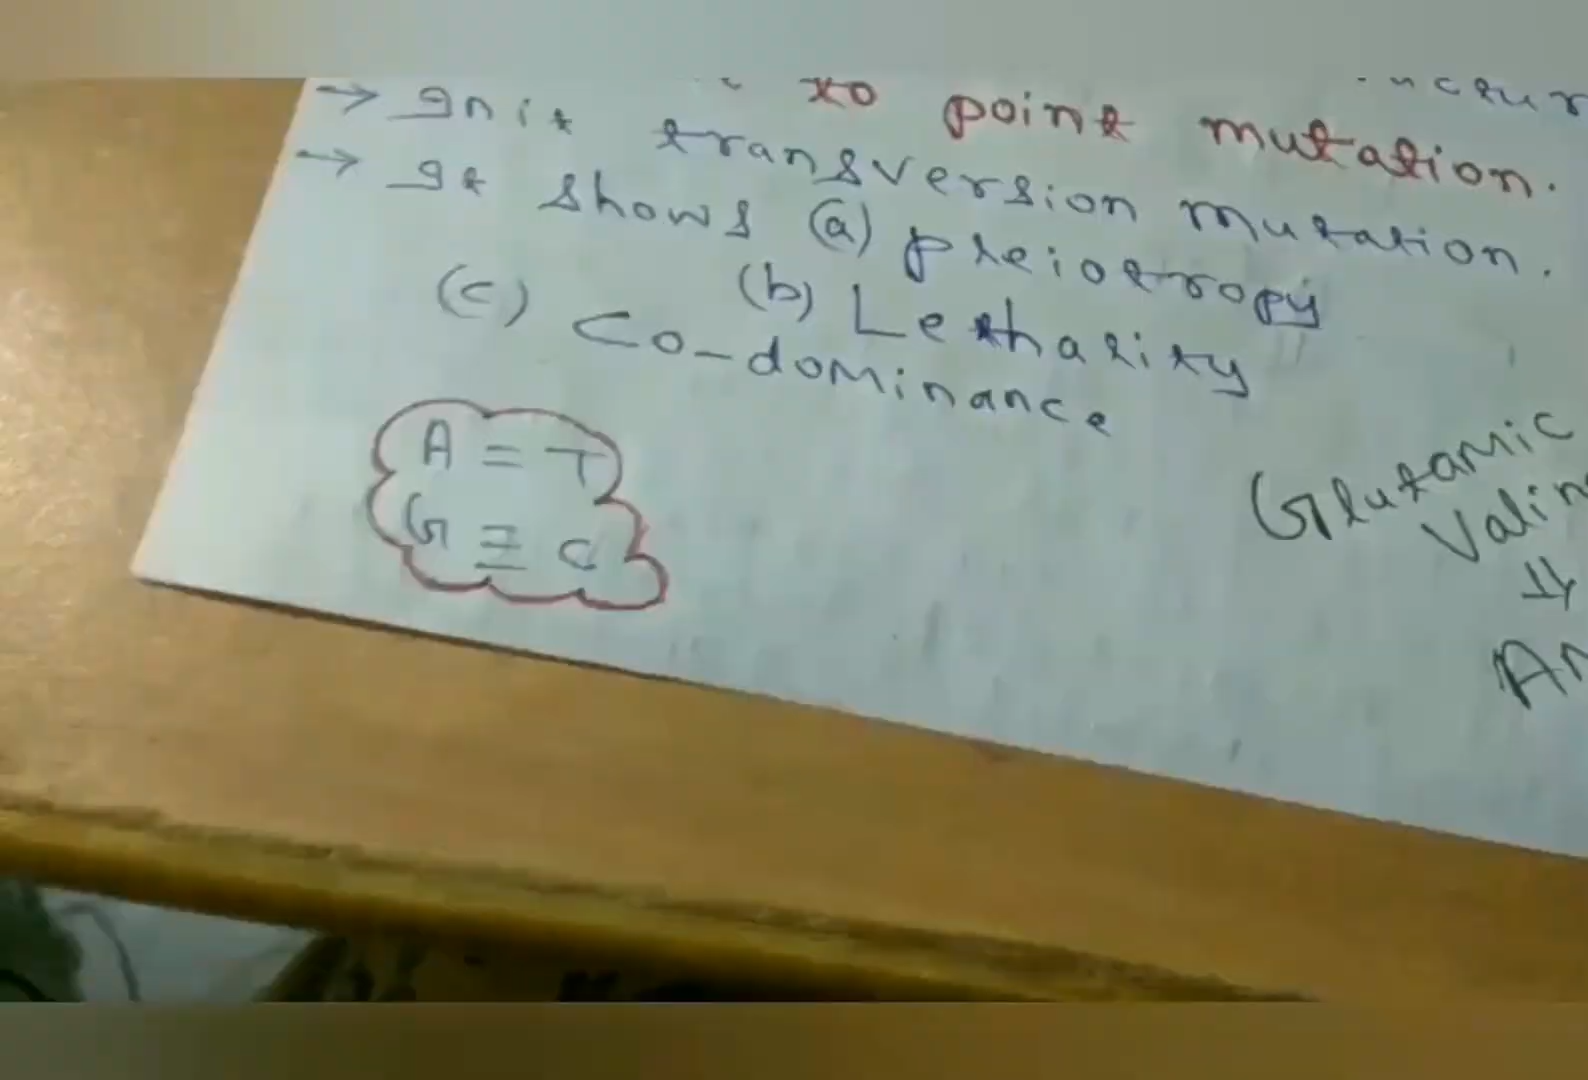 to point mutation.
→ In it transversion mutation.
→ It shows (a) pleiotropy
(b) Lethality
(c) Co-dominance
A = T
G ≡ C
Glutamic
Valin
⇓